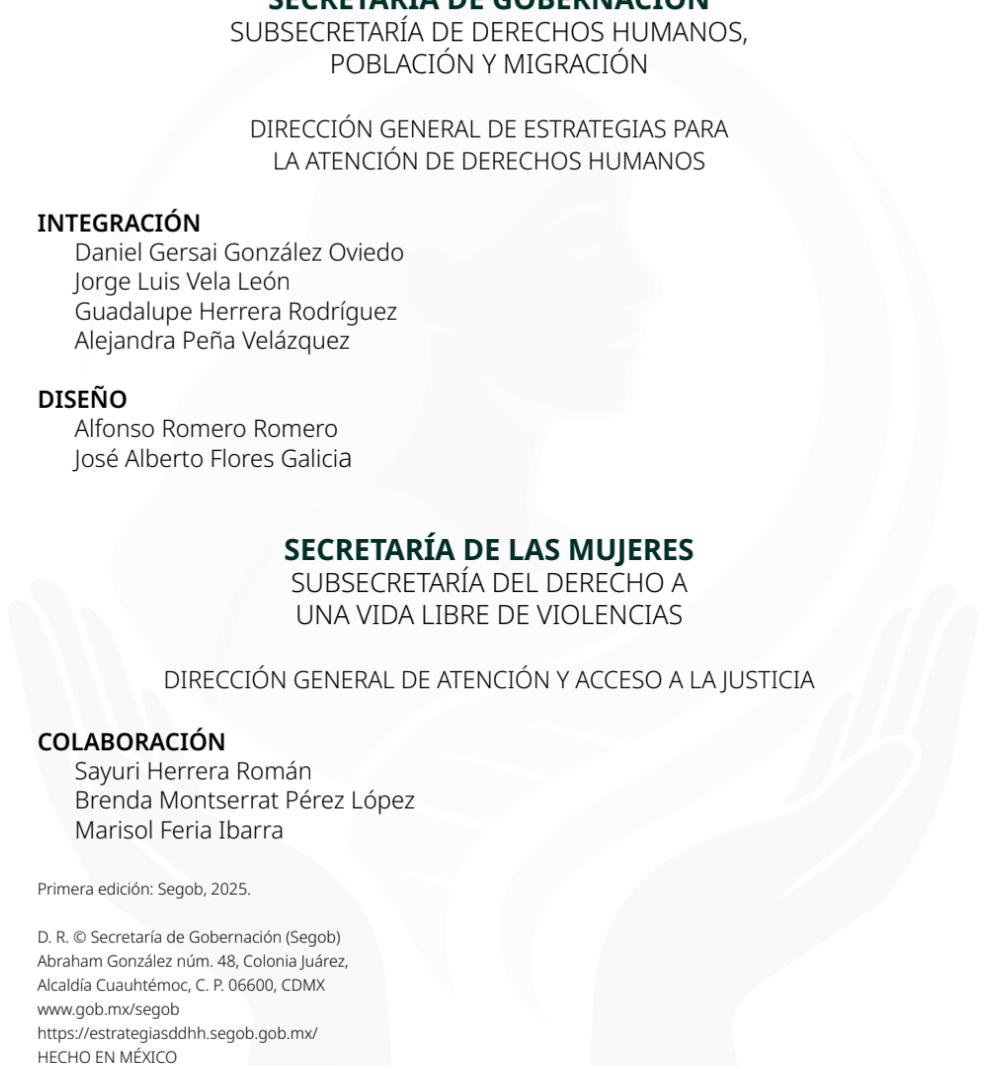 SECRETARÍA DE GOBERNACIÓN
SUBSECRETARÍA DE DERECHOS HUMANOS,
POBLACIÓN Y MIGRACIÓN
DIRECCIÓN GENERAL DE ESTRATEGIAS PARA
LA ATENCIÓN DE DERECHOS HUMANOS
INTEGRACIÓN
Daniel Gersai González Oviedo
Jorge Luis Vela León
Guadalupe Herrera Rodríguez
Alejandra Peña Velázquez
DISEÑO
Alfonso Romero Romero
José Alberto Flores Galicia
SECRETARÍA DE LAS MUJERES
SUBSECRETARÍA DEL DERECHO A
UNA VIDA LIBRE DE VIOLENCIAS
DIRECCIÓN GENERAL DE ATENCIÓN Y ACCESO A LA JUSTICIA
COLABORACIÓN
Sayuri Herrera Román
Brenda Montserrat Pérez López
Marisol Feria Ibarra
Primera edición: Segob, 2025.
D. R. © Secretaría de Gobernación (Segob)
Abraham González núm. 48, Colonia Juárez,
Alcaldía Cuauhtémoc, C. P. 06600, CDMX
www.gob.mx/segob
https://estrategiasddhh.segob.gob.mx/
HECHO EN MÉXICO